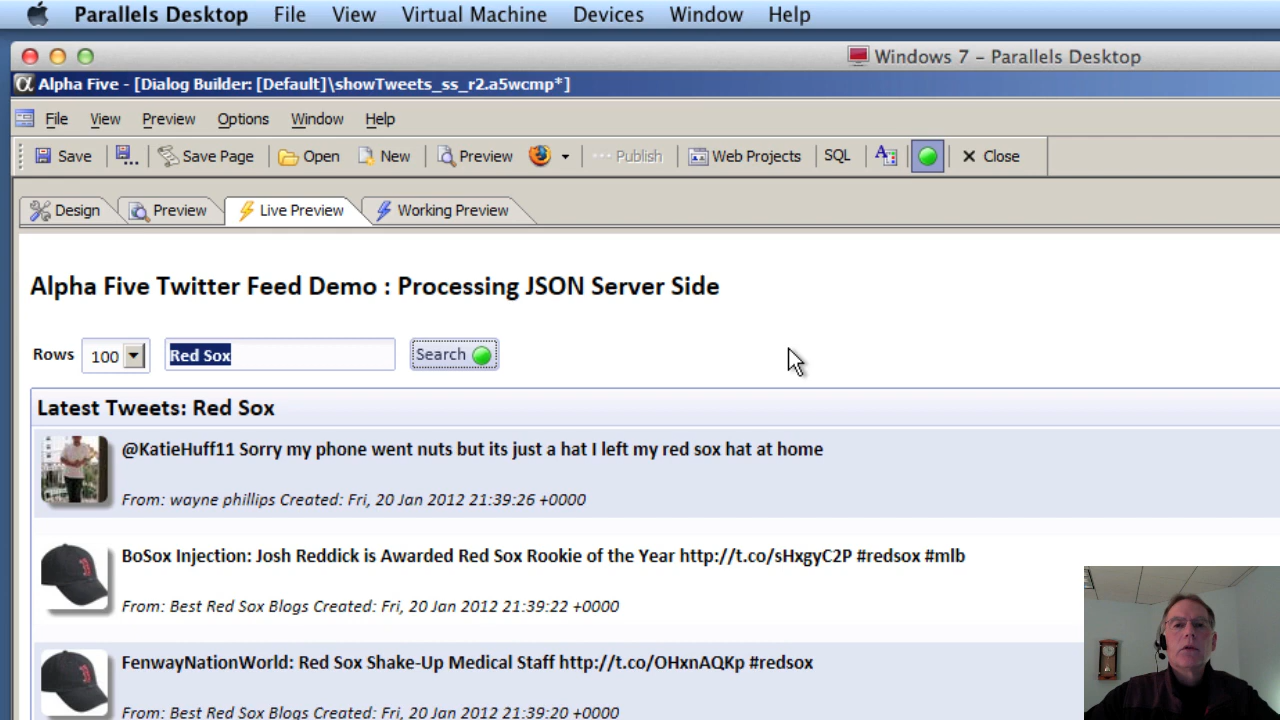 Parallels Desktop File View Virtual Machine Devices Window Help
Windows 7 - Parallels Desktop
Alpha Five - [Dialog Builder: [Default]\showTweets_ss_r2.a5wcmp*]
File View Preview Options Window Help
Save Save Page Open New Preview Publish Web Projects SQL Close
Design Preview Live Preview Working Preview
Alpha Five Twitter Feed Demo : Processing JSON Server Side
Rows 100 Red Sox Search
Latest Tweets: Red Sox
@KatieHuff11 Sorry my phone went nuts but its just a hat I left my red sox hat at home
From: wayne phillips Created: Fri, 20 Jan 2012 21:39:26 +0000
BoSox Injection: Josh Reddick is Awarded Red Sox Rookie of the Year http://t.co/sHxgyC2P #redsox #mlb
From: Best Red Sox Blogs Created: Fri, 20 Jan 2012 21:39:22 +0000
FenwayNationWorld: Red Sox Shake-Up Medical Staff http://t.co/OHxnAQKp #redsox
From: Best Red Sox Blogs Created: Fri, 20 Jan 2012 21:39:20 +0000